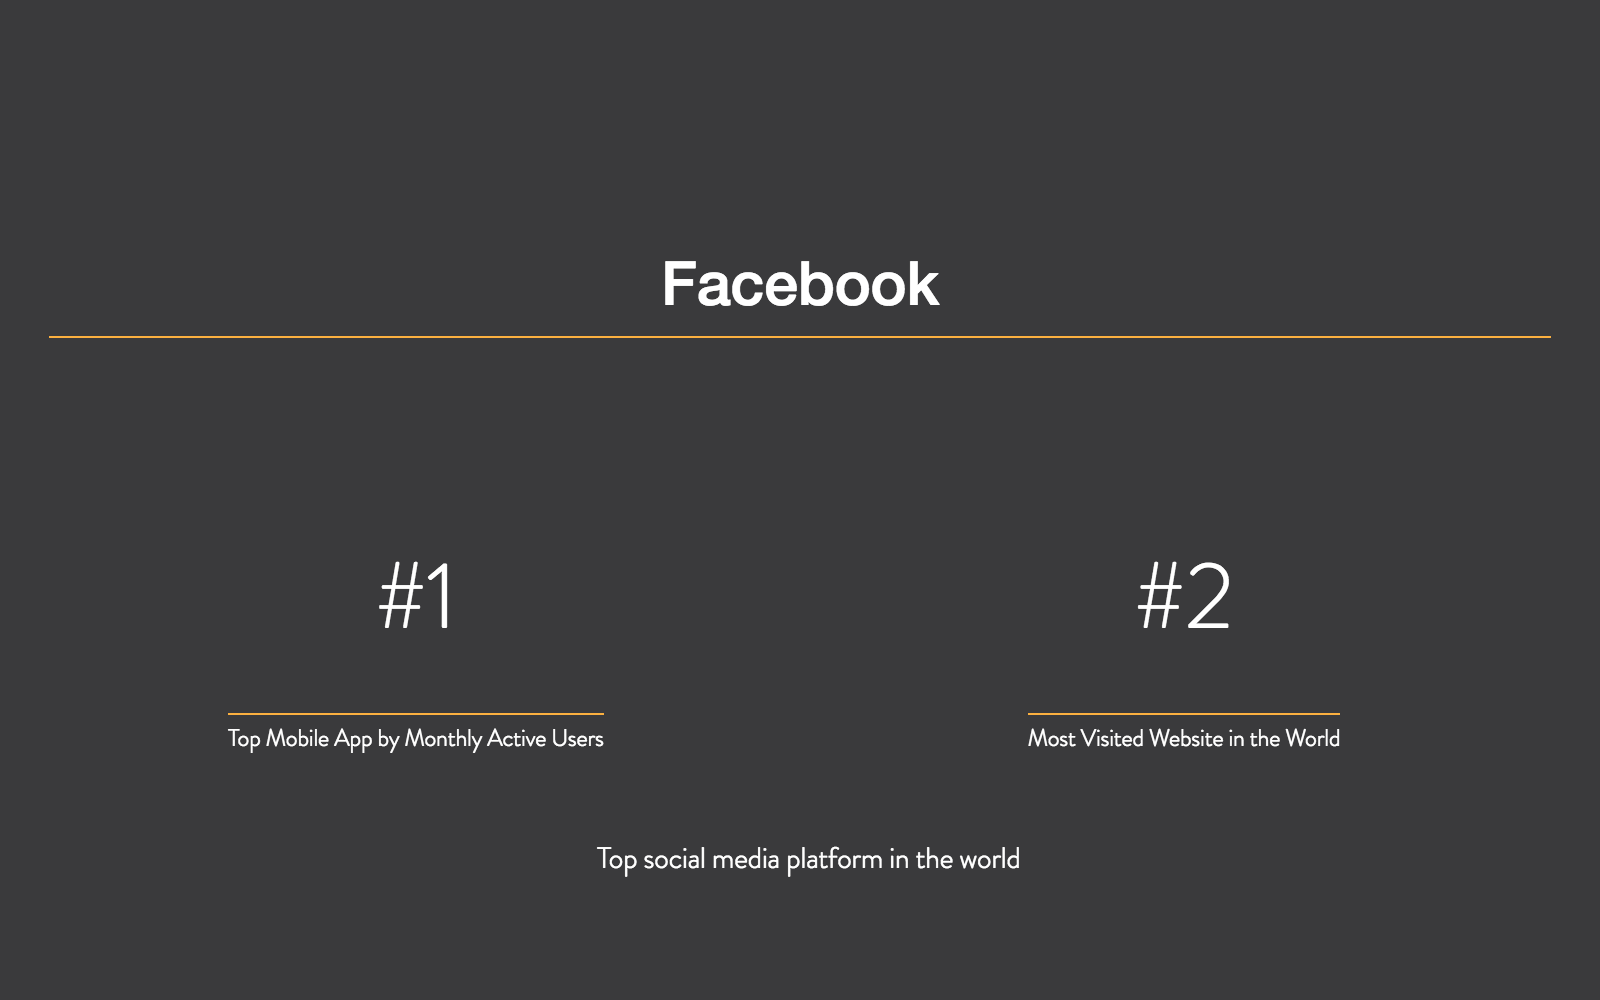 Facebook
#1
Top Mobile App by Monthly Active Users
#2
Most Visited Website in the World
Top social media platform in the world